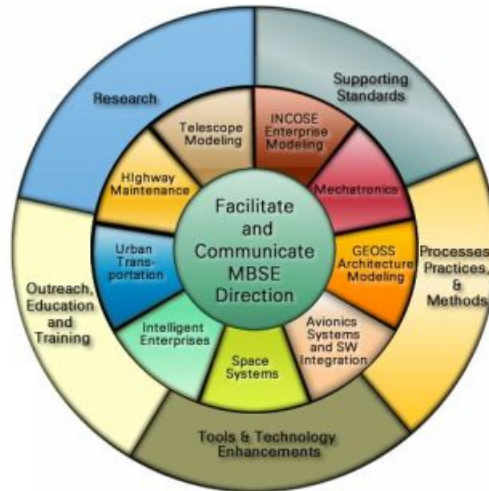 Research
Supporting
Standards
Telescope
Modeling
INCOSE
Enterprise
Modeling
HIghway
Maintenance
Mechatronics
Facilitate
and
Communicate
MBSE
Direction
Urban
Trans-
portation
GEOSS
Architecture
Modeling
Processes,
Practices, &
Methods
Outreach,
Education
and
Training
Intelligent
Enterprises
Space
Systems
Avionics
Systems
and SW
Integration
Tools & Technology
Enhancements